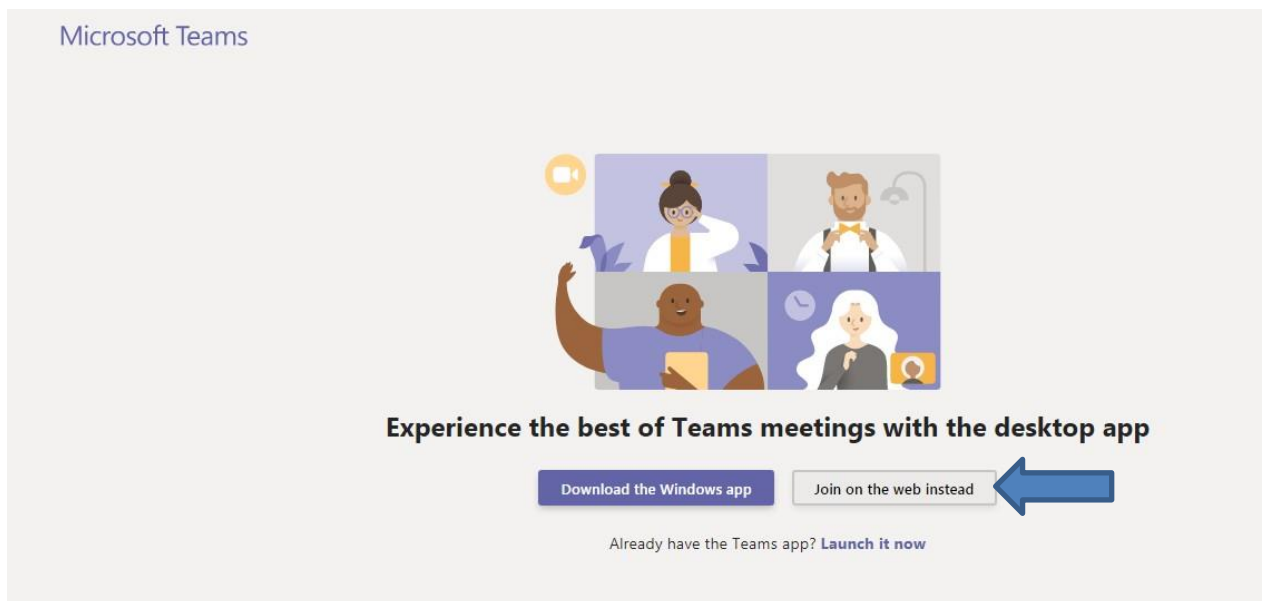 Microsoft Teams
Experience the best of Teams meetings with the desktop app
Download the Windows app
Join on the web instead
Already have the Teams app? Launch it now